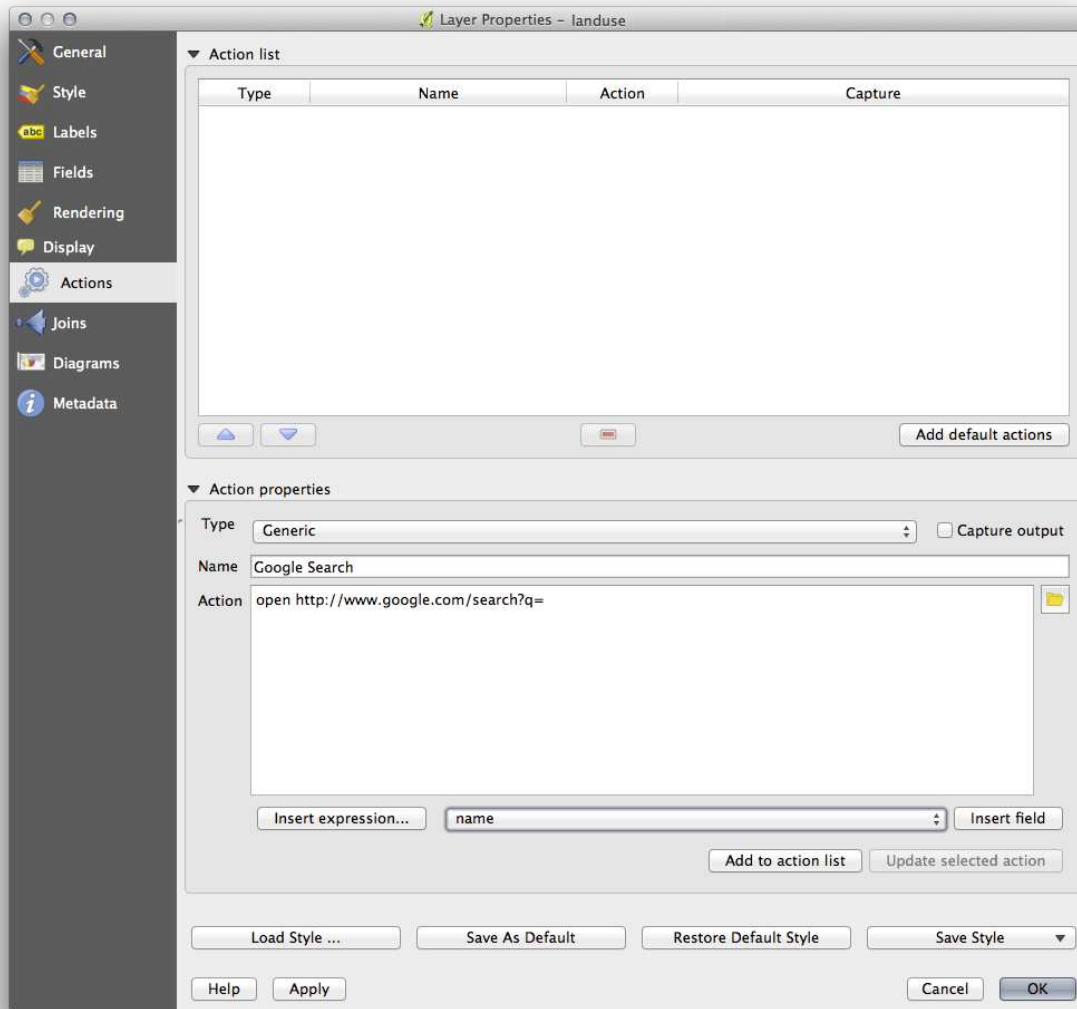 Layer Properties - landuse
General
Style
abc Labels
Fields
Rendering
Display
Actions
Joins
Diagrams
i Metadata
Action list
Type Name Action Capture
Add default actions
Action properties
Type Generic Capture output
Name Google Search
Action open http://www.google.com/search?q=
Insert expression... name Insert field
Add to action list Update selected action
Load Style ... Save As Default Restore Default Style Save Style
Help Apply Cancel OK